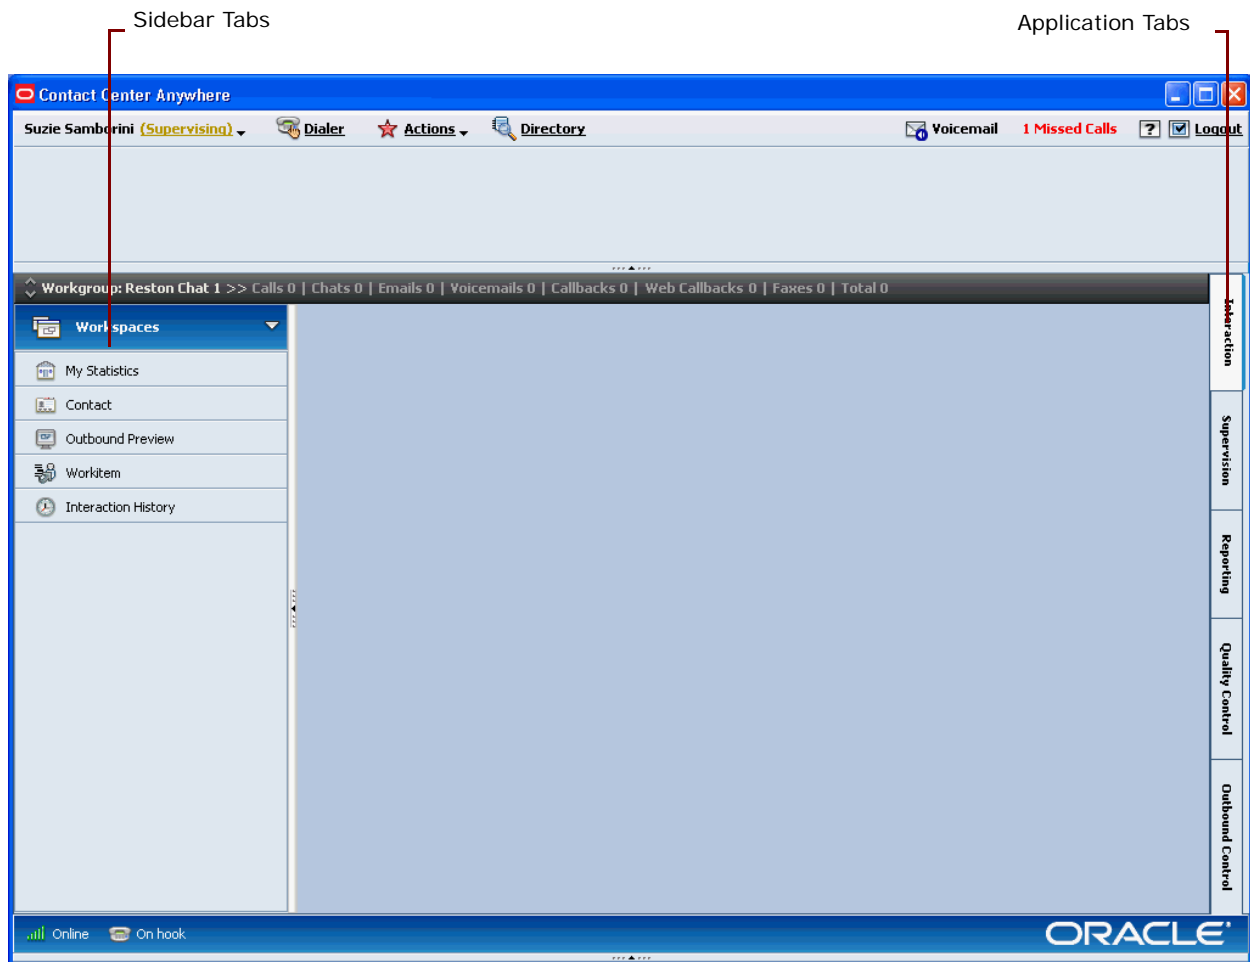 Sidebar Tabs
Application Tabs
Contact Center Anywhere
Suzie Samborini (Supervising) Dialer Actions Directory Voicemail 1 Missed Calls ? Logout
Workgroup: Reston Chat 1 >> Calls 0 | Chats 0 | Emails 0 | Voicemails 0 | Callbacks 0 | Web Callbacks 0 | Faxes 0 | Total 0
Workspaces
My Statistics
Contact
Outbound Preview
Workitem
Interaction History
Interaction
Supervision
Reporting
Quality Control
Outbound Control
Online On hook
ORACLE